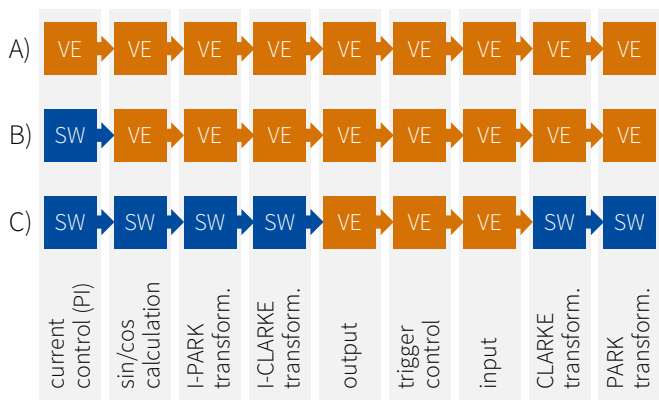 A) VE VE VE VE VE VE VE VE VE
B) SW VE VE VE VE VE VE VE VE
C) SW SW SW SW VE VE VE SW SW
current
control (PI)
sin/cos
calculation
I-PARK
transform.
I-CLARKE
transform.
output
trigger
control
input
CLARKE
transform.
PARK
transform.